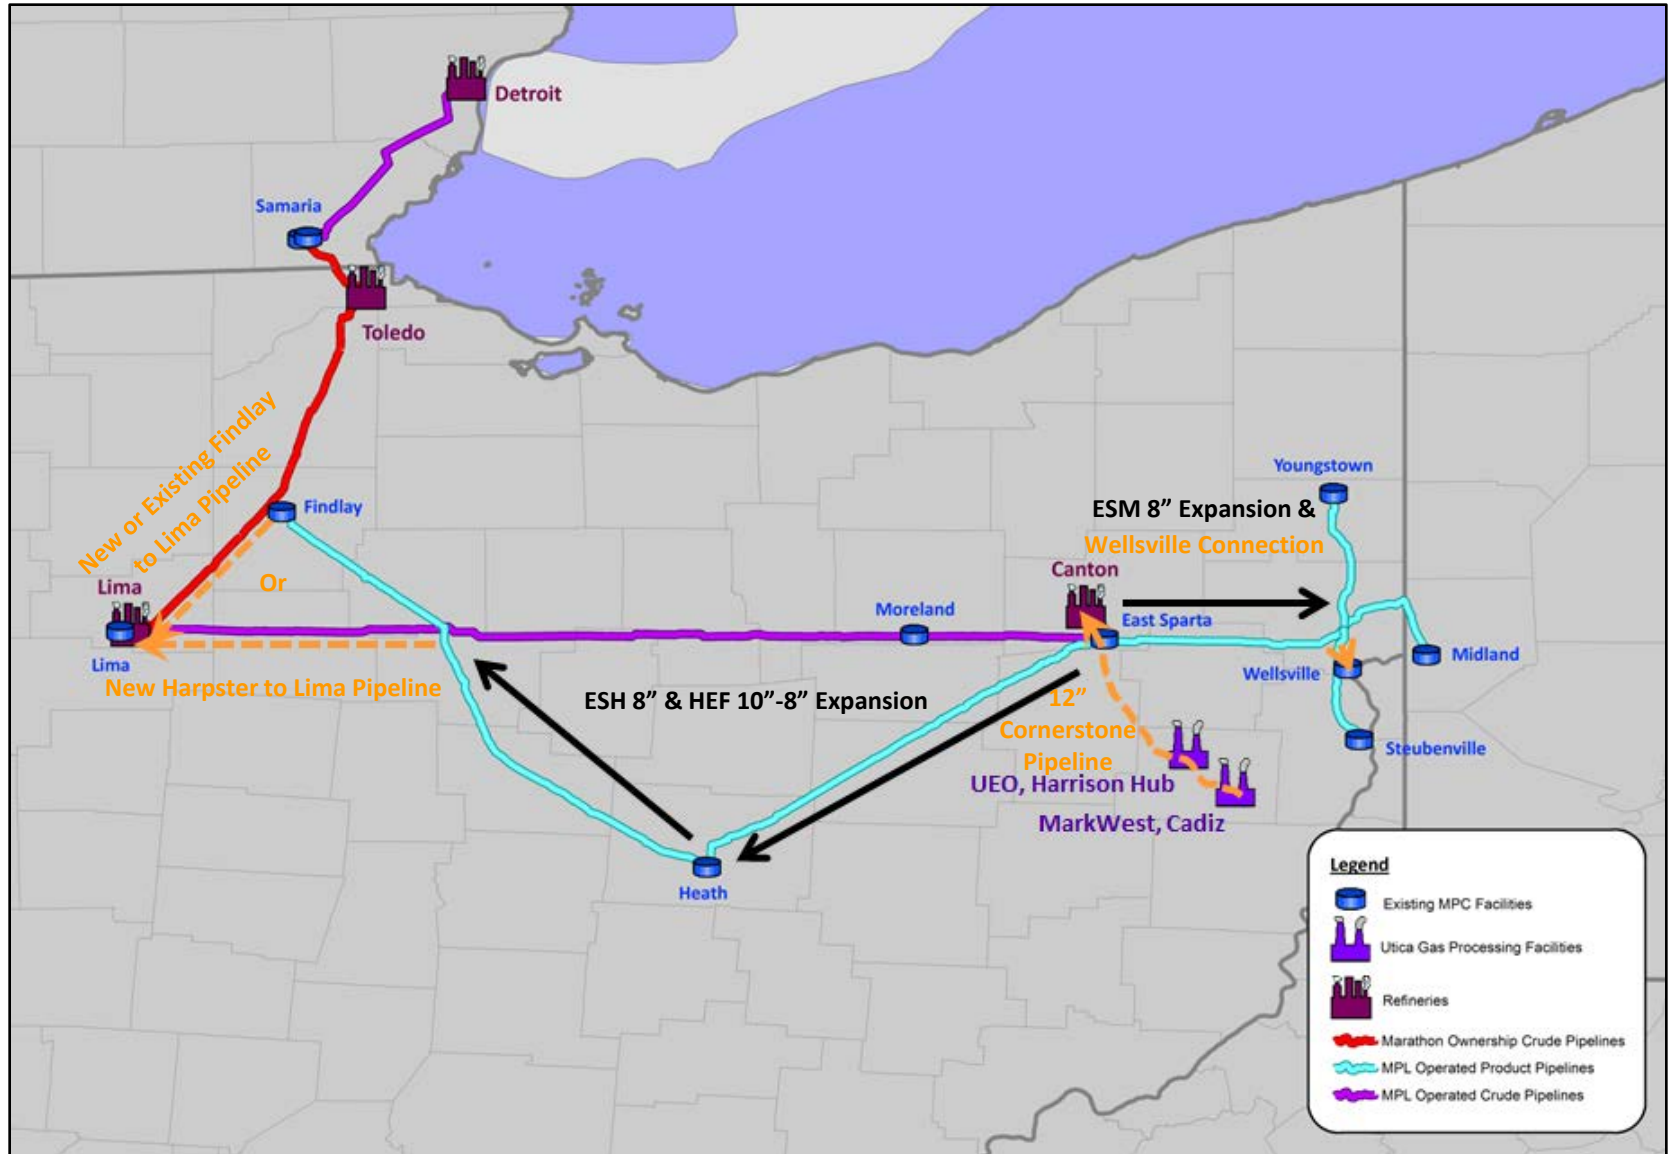 Detroit
Samaria
Toledo
New or Existing Findlay
to Lima Pipeline
Findlay
Or
Lima
Lima
New Harpster to Lima Pipeline
Moreland
Youngstown
ESM 8” Expansion &
Wellsville Connection
Canton
East Sparta
Wellsville
Midland
Steubenville
ESH 8” & HEF 10”-8” Expansion
12”
Cornerstone
Pipeline
UEO, Harrison Hub
MarkWest, Cadiz
Heath
Legend
Existing MPC Facilities
Utica Gas Processing Facilities
Refineries
Marathon Ownership Crude Pipelines
MPL Operated Product Pipelines
MPL Operated Crude Pipelines